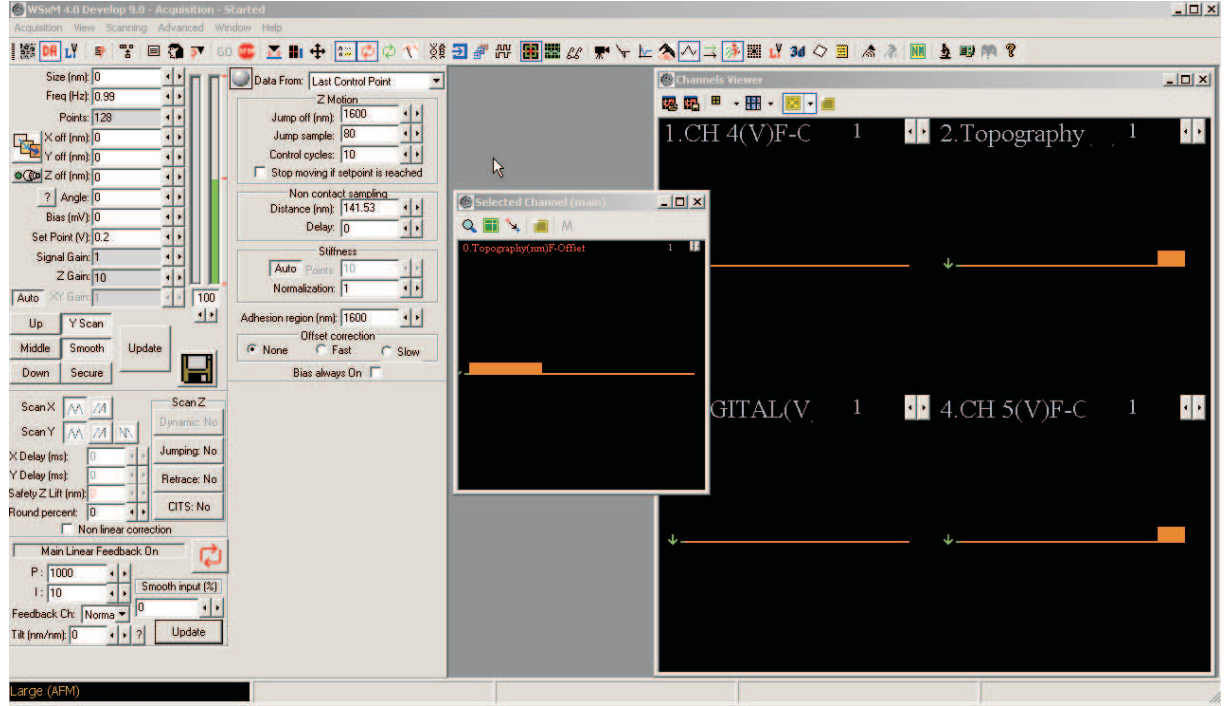 WSxM 4.0 Develop 9.0 - Acquisition - Started
Acquisition View Scanning Advanced Window Help
GO
3d
Size (nm): 0
Freq (Hz): 0.99
Points: 128
X off (nm): 0
Y off (nm): 0
Z off (nm): 0
? Angle: 0
Bias (mV): 0
Set Point (V): 0.2
Signal Gain: 1
Z Gain: 10
Auto XY Gain: 1
100
Up Y Scan
Middle Smooth Update
Down Secure
Scan X
Scan Y
Scan Z
Dynamic: No
Jumping: No
Retrace: No
CITS: No
X Delay (ms): 0
Y Delay (ms): 0
Safety Z Lift (nm): 0
Round percent: 0
Non linear correction
Main Linear Feedback On
P: 1000
I: 10
Smooth input (%)
0
Feedback Ch: Norma
Tilt (nm/nm): 0 ? Update
Data From: Last Control Point
Z Motion
Jump off (nm): 1600
Jump sample: 80
Control cycles: 10
Stop moving if setpoint is reached
Non contact sampling
Distance (nm): 141.53
Delay: 0
Stiffness
Auto Points: 10
Normalization: 1
Adhesion region (nm): 1600
Offset correction
None Fast Slow
Bias always On
Selected Channel (main)
M
0.Topography(nm)F-OffSet 1
Channels Viewer
1.CH 4(V)F-C 1
2.Topography 1
GITAL(V 1
4.CH 5(V)F-C 1
Large (AFM)